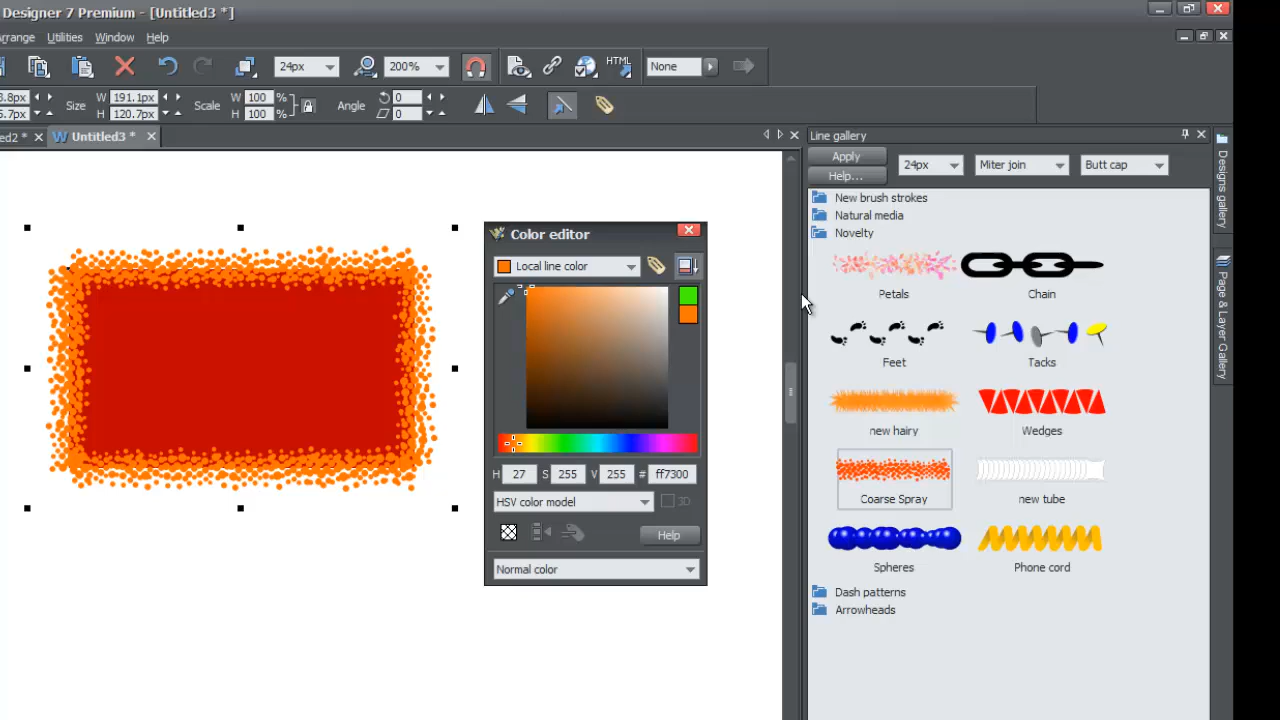 Designer 7 Premium - [Untitled3 *]
Arrange Utilities Window Help
24px 200% HTML None
8.8px Size W 191.1px Scale W 100 % Angle 0
5.7px H 120.7px H 100 % 0
ed2 * Untitled3 *
Line gallery
Apply
Help...
24px Miter join Butt cap
New brush strokes
Natural media
Novelty
Petals Chain
Feet Tacks
new hairy Wedges
Coarse Spray new tube
Spheres Phone cord
Dash patterns
Arrowheads
Designs gallery
Page & Layer Gallery
Color editor
Local line color
H 27 S 255 V 255 # ff7300
HSV color model 3D
Help
Normal color